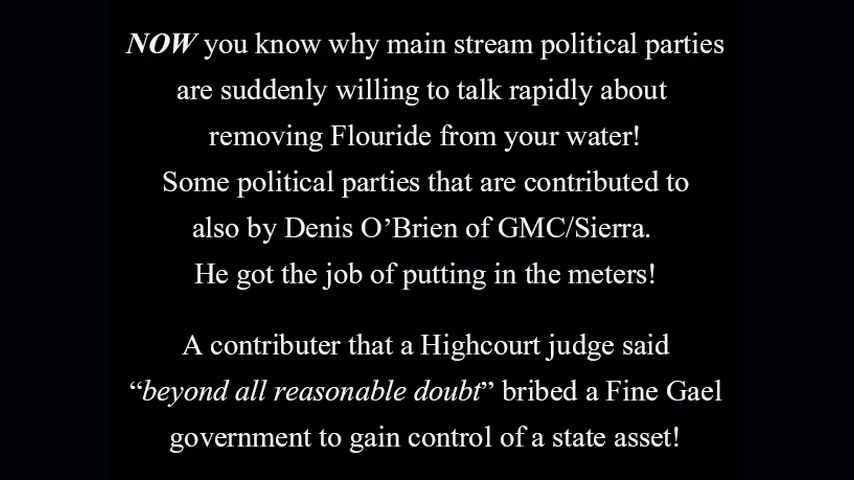 NOW you know why main stream political parties
are suddenly willing to talk rapidly about
removing Flouride from your water!
Some political parties that are contributed to
also by Denis O’Brien of GMC/Sierra.
He got the job of putting in the meters!
A contributer that a Highcourt judge said
“beyond all reasonable doubt” bribed a Fine Gael
government to gain control of a state asset!